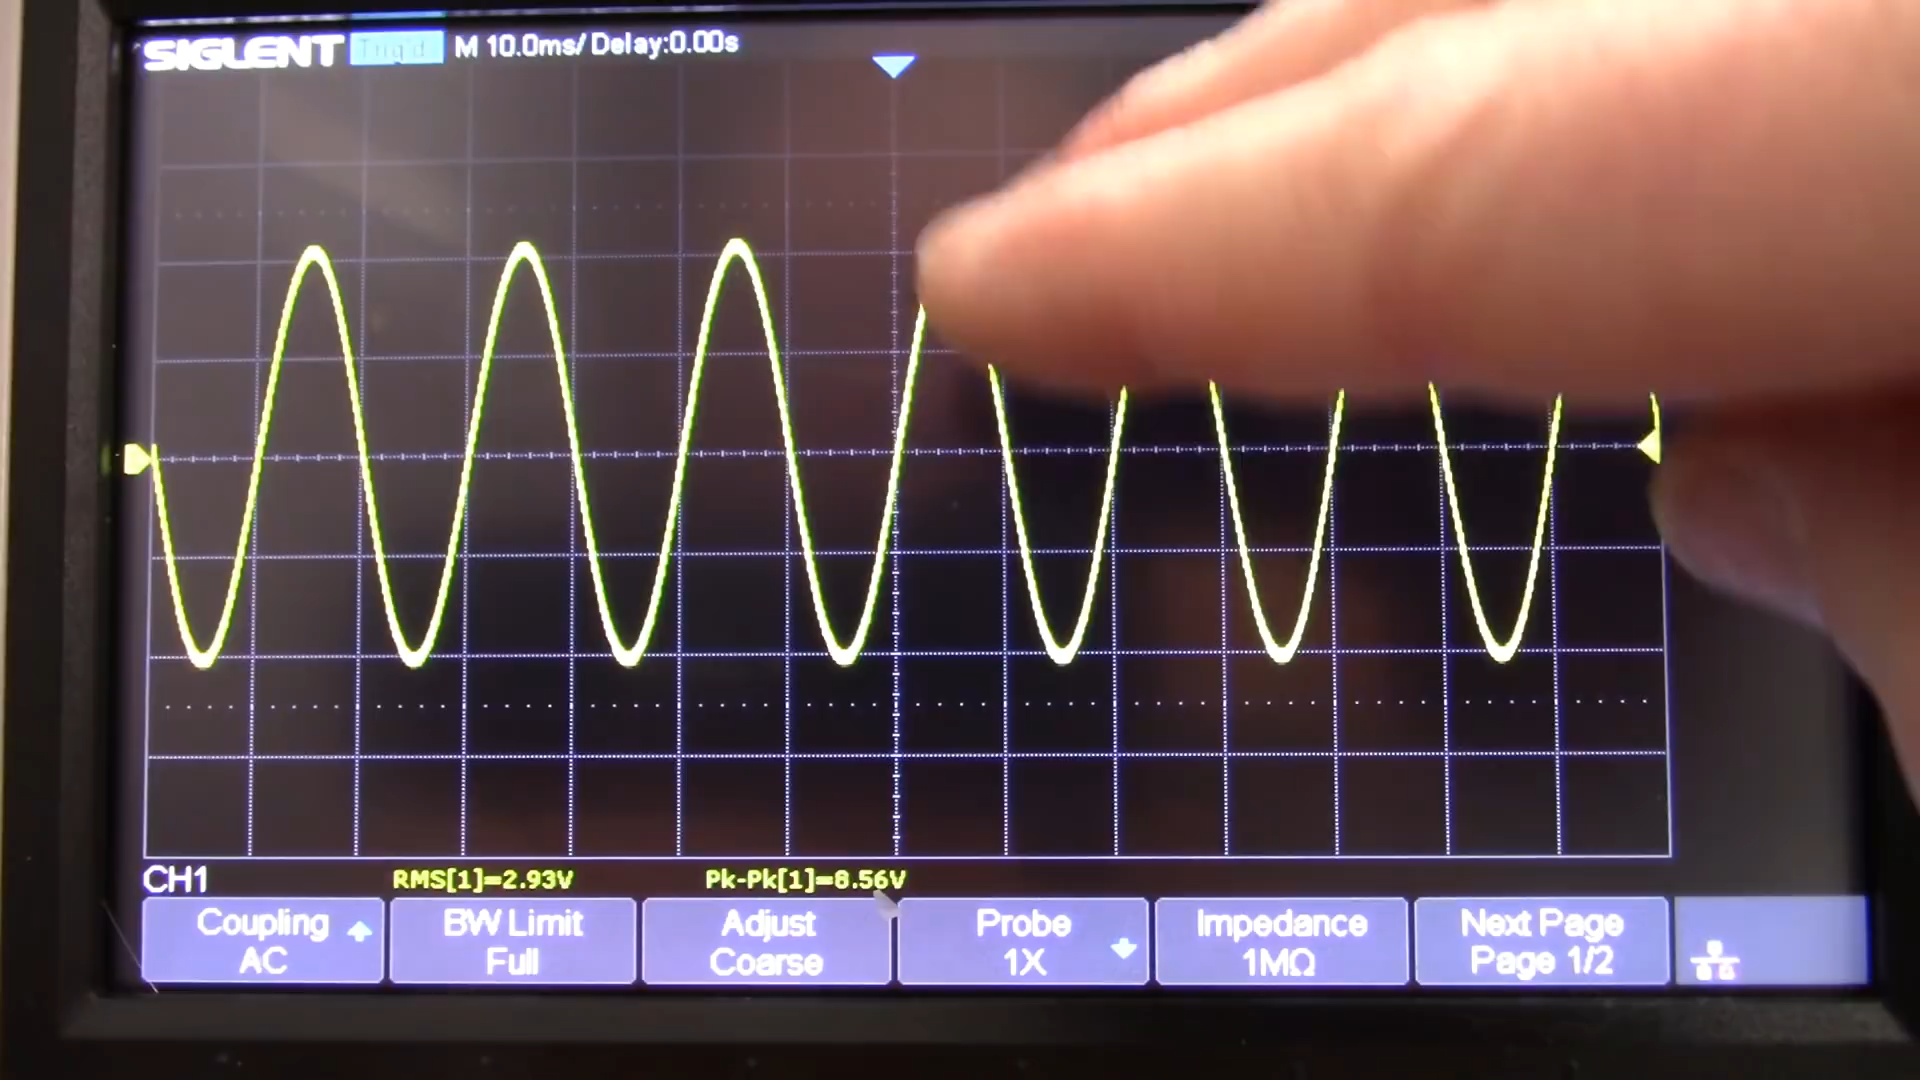 SIGLENT Trig'd M 10.0ms/ Delay:0.00s
CH1 RMS[1]=2.93V Pk-Pk[1]=8.56V
Coupling BW Limit Adjust Probe Impedance Next Page
AC Full Coarse 1X 1MΩ Page 1/2